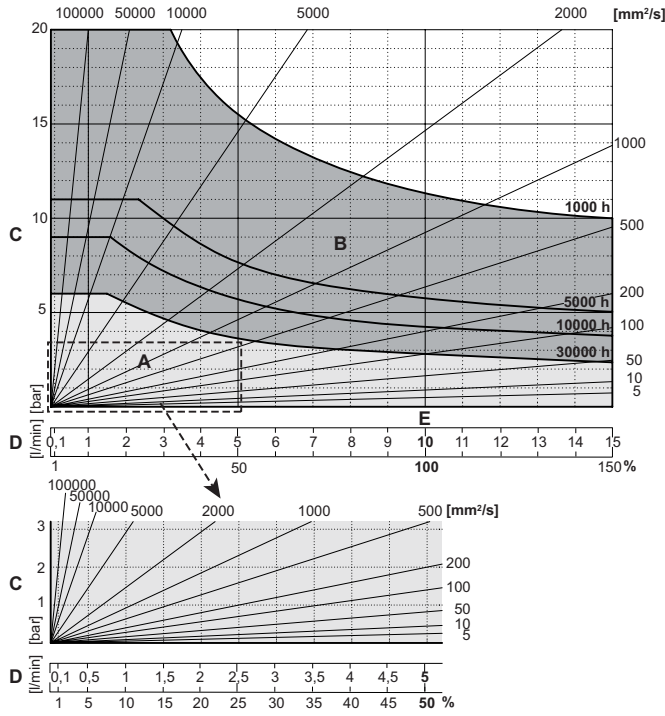 100000 50000 10000 5000 2000 [mm²/s]
20
15
1000
1000 h
C 10 B 500
5000 h 200
5 10000 h 100
A 30000 h 50
10
5
[bar] E
D [l/min] 0,1 1 2 3 4 5 6 7 8 9 10 11 12 13 14 15
1 50 100 150 %
100000
50000
10000 5000 2000 1000 500 [mm²/s]
3
200
C 2
100
1 50
10
[bar] 5
D [l/min] 0,1 0,5 1 1,5 2 2,5 3 3,5 4 4,5 5
1 5 10 15 20 25 30 35 40 45 50 %